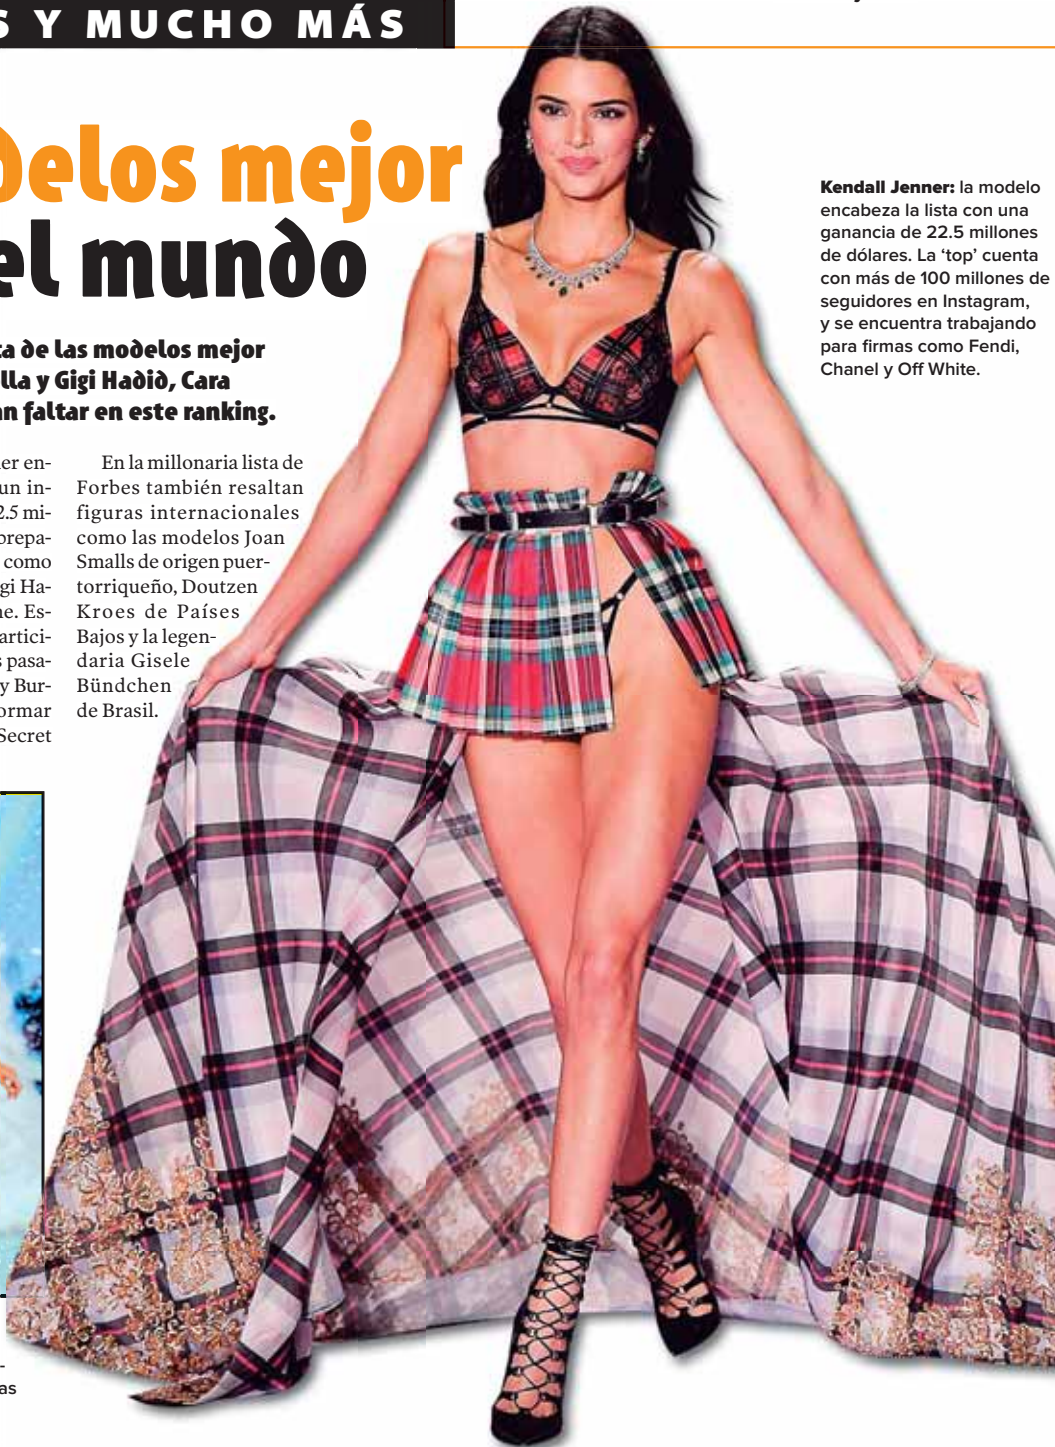 S Y MUCHO MÁS
delos mejor
el mundo
ta de las modelos mejor
lla y Gigi Hadid, Cara
an faltar en este ranking.
er en-
un in-
2.5 mi-
orepa-
como
gi Ha-
ne. Es-
artici-
s pasa-
y Bur-
ormar
Secret
En la millonaria lista de
Forbes también resaltan
figuras internacionales
como las modelos Joan
Smalls de origen puer-
torriqueño, Doutzen
Kroes de Países
Bajos y la legen-
daria Gisele
Bündchen
de Brasil.
Kendall Jenner: la modelo
encabeza la lista con una
ganancia de 22.5 millones
de dólares. La ‘top’ cuenta
con más de 100 millones de
seguidores en Instagram,
y se encuentra trabajando
para firmas como Fendi,
Chanel y Off White.
-
as